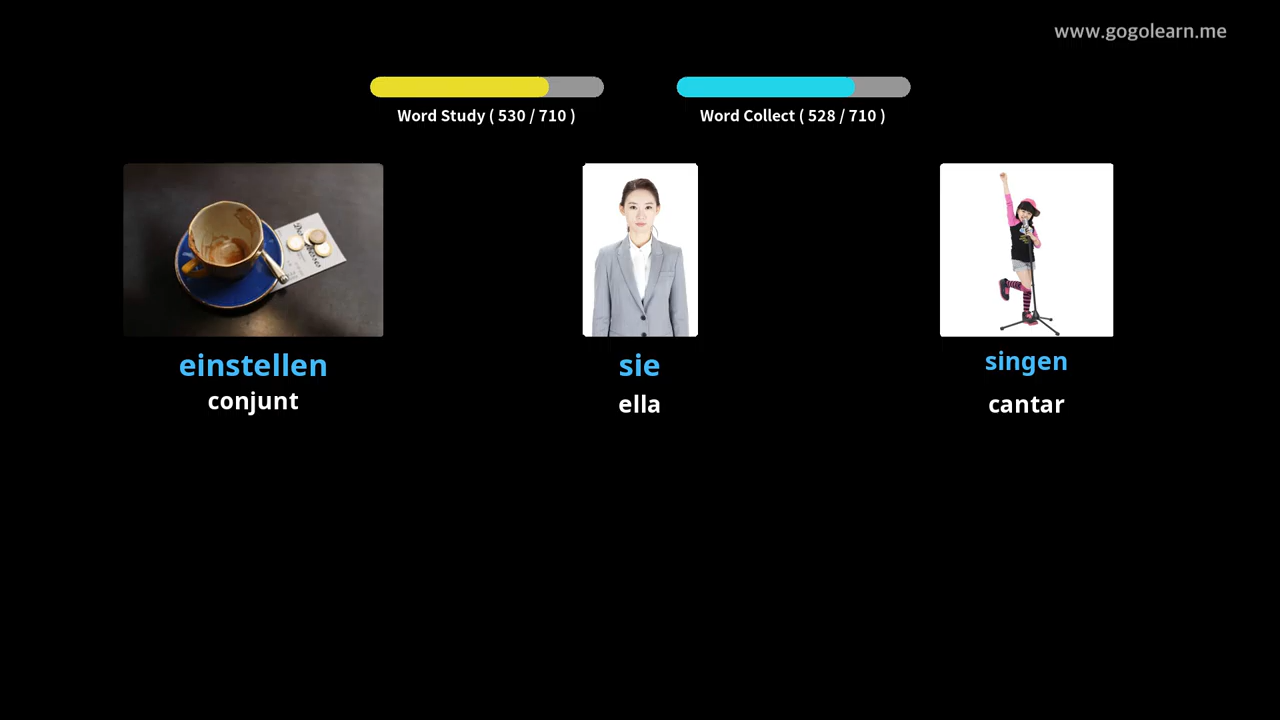 www.gogolearn.me
Word Study ( 530 / 710 )
Word Collect ( 528 / 710 )
einstellen
sie
singen
conjunt
ella
cantar